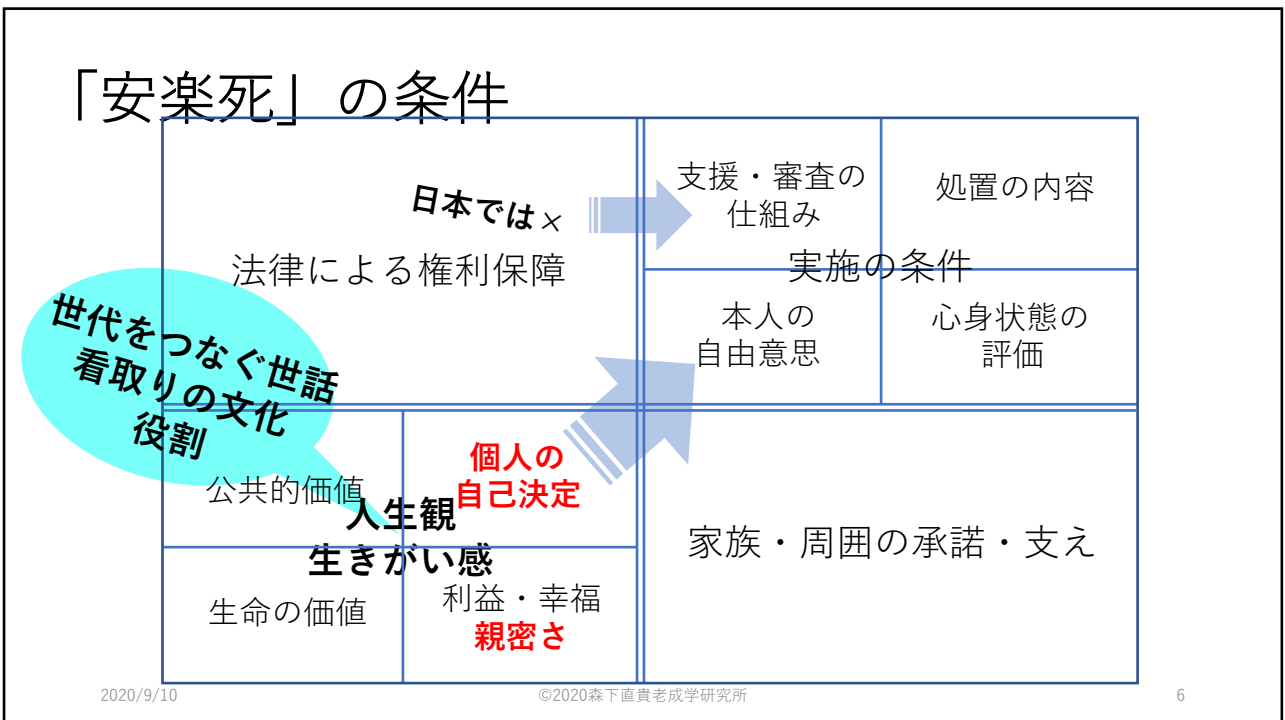 「安楽死」の条件
日本では×
法律による権利保障
支援・審査の
仕組み
処置の内容
実施の条件
本人の
自由意思
心身状態の
評価
世代をつなぐ世話
看取りの文化
役割
公共的価値
個人の
自己決定
人生観
生きがい感
生命の価値
利益・幸福
親密さ
家族・周囲の承諾・支え
2020/9/10
©2020森下直貴老成学研究所
6